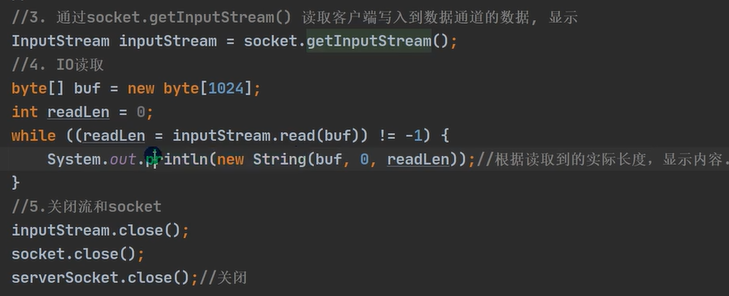 //3. 通过socket.getInputStream() 读取客户端写入到数据通道的数据, 显示
InputStream inputStream = socket.getInputStream();
//4. IO读取
byte[] buf = new byte[1024];
int readLen = 0;
while ((readLen = inputStream.read(buf)) != -1) {
    System.out.println(new String(buf, 0, readLen));//根据读取到的实际长度，显示内容.
}
//5.关闭流和socket
inputStream.close();
socket.close();
serverSocket.close();//关闭